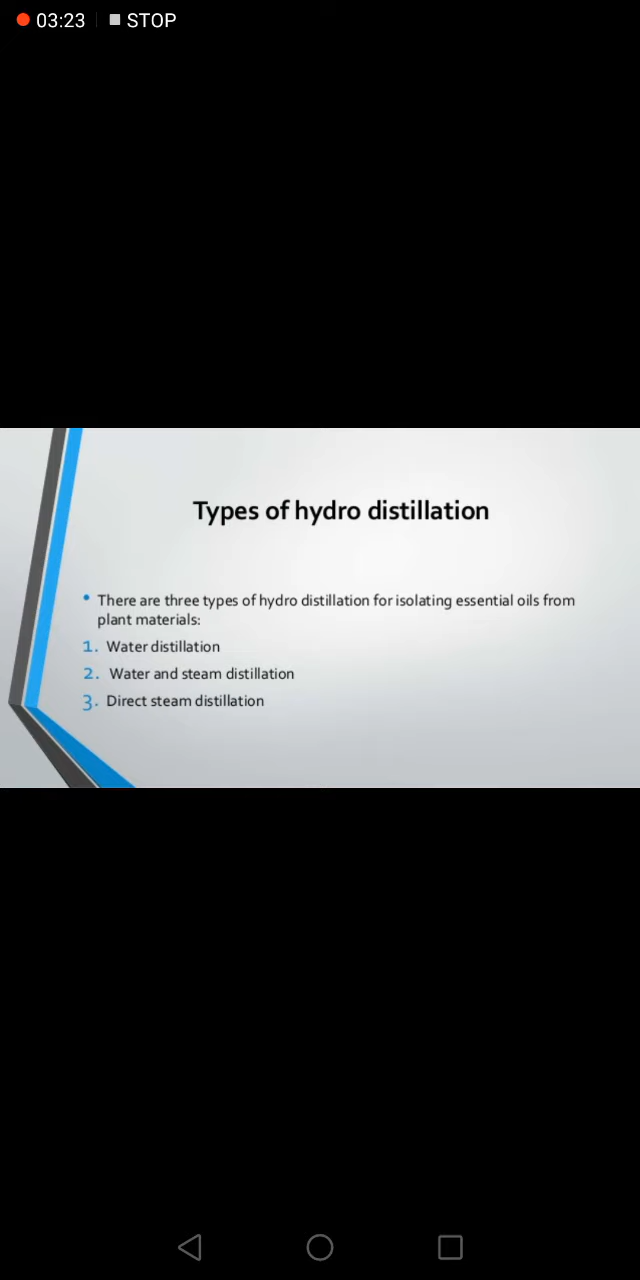 03:23 STOP
Types of hydro distillation
• There are three types of hydro distillation for isolating essential oils from
plant materials:
1. Water distillation
2. Water and steam distillation
3. Direct steam distillation